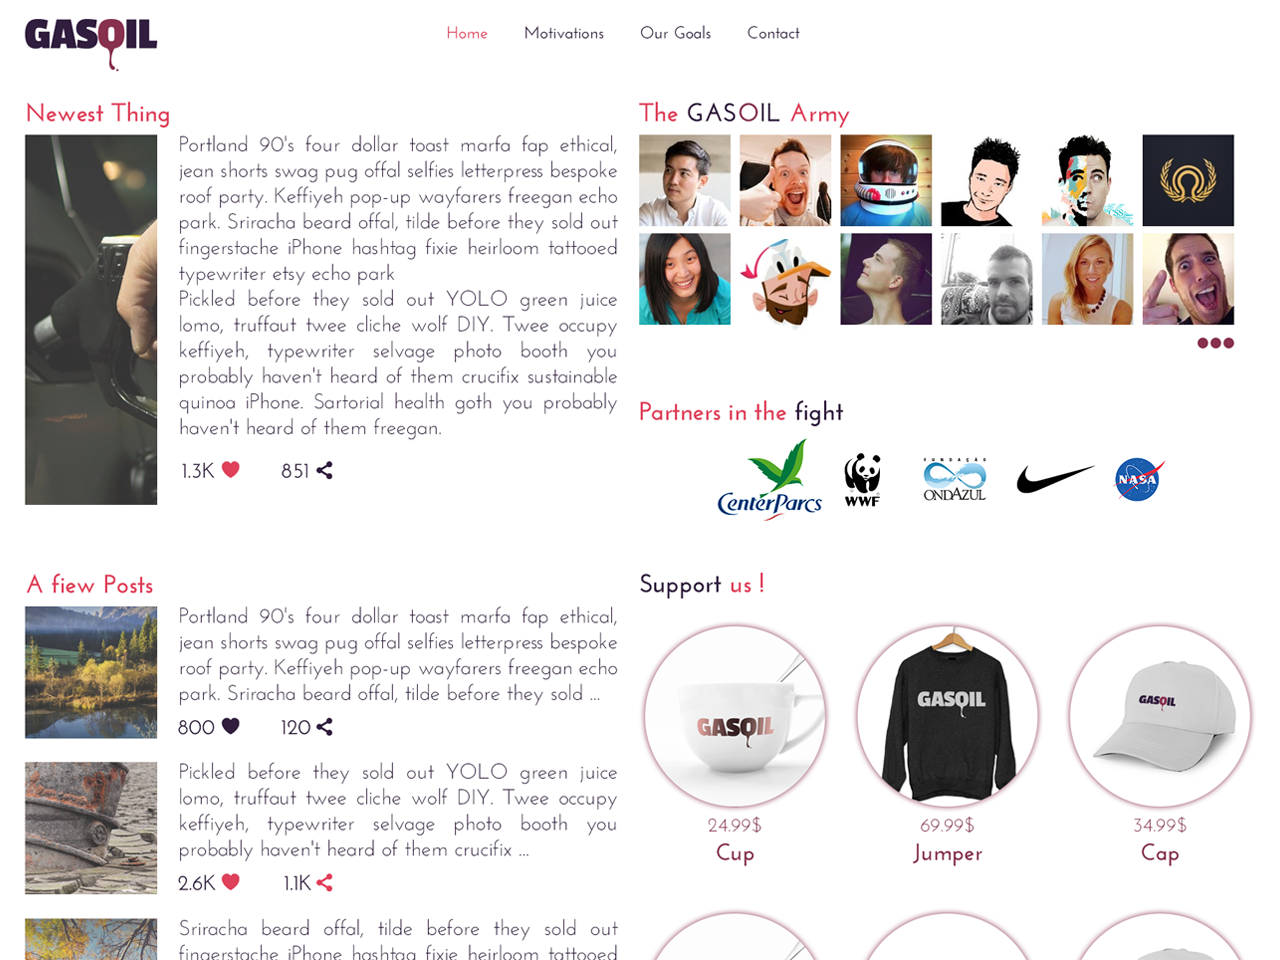 GASOIL
Home
Motivations
Our Goals
Contact
Newest Thing
Portland 90's four dollar toast marfa fap ethical,
jean shorts swag pug offal selfies letterpress bespoke
roof party. Keffiyeh pop-up wayfarers freegan echo
park. Sriracha beard offal, tilde before they sold out
fingerstache iPhone hashtag fixie heirloom tattooed
typewriter etsy echo park
Pickled before they sold out YOLO green juice
lomo, truffaut twee cliche wolf DIY. Twee occupy
keffiyeh, typewriter selvage photo booth you
probably haven't heard of them crucifix sustainable
quinoa iPhone. Sartorial health goth you probably
haven't heard of them freegan.
1.3K
851
The GASOIL Army
Partners in the fight
CenterParcs
WWF
FUNDAÇÃO
ONDAZUL
NASA
A fiew Posts
Portland 90's four dollar toast marfa fap ethical,
jean shorts swag pug offal selfies letterpress bespoke
roof party. Keffiyeh pop-up wayfarers freegan echo
park. Sriracha beard offal, tilde before they sold ...
800
120
Pickled before they sold out YOLO green juice
lomo, truffaut twee cliche wolf DIY. Twee occupy
keffiyeh, typewriter selvage photo booth you
probably haven't heard of them crucifix ...
2.6K
1.1K
Sriracha beard offal, tilde before they sold out
fingerstache iPhone hashtag fixie heirloom tattooed
Support us !
GASOIL
GASOIL
GASOIL
24.99$
69.99$
34.99$
Cup
Jumper
Cap